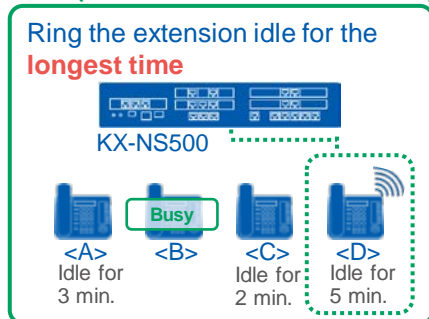 Ring the extension idle for the
longest time
KX-NS500
Busy
<A> <B> <C> <D>
Idle for Idle for Idle for
3 min. 2 min. 5 min.